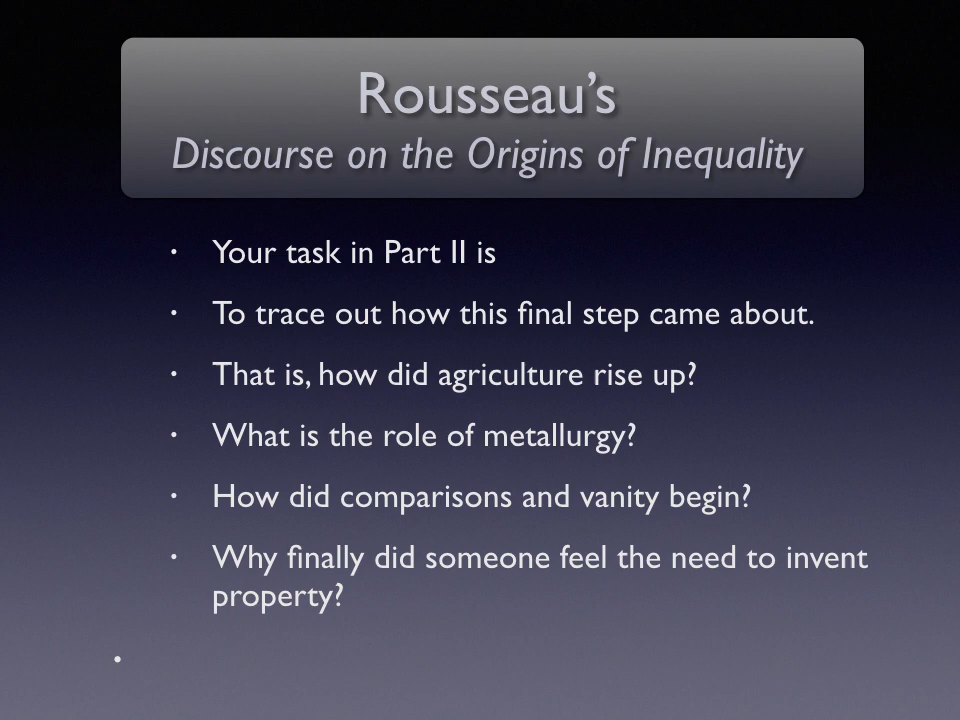 Rousseau’s
Discourse on the Origins of Inequality
• Your task in Part II is
• To trace out how this final step came about.
• That is, how did agriculture rise up?
• What is the role of metallurgy?
• How did comparisons and vanity begin?
• Why finally did someone feel the need to invent
property?
•